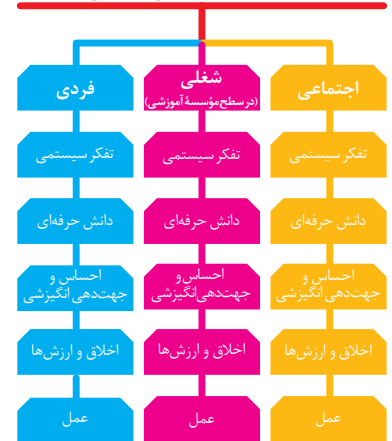 اجتماعی
شغلی
(در سطح مؤسسهٔ آموزشی)
فردی
تفکر سیستمی
تفکر سیستمی
تفکر سیستمی
دانش حرفه‌ای
دانش حرفه‌ای
دانش حرفه‌ای
احساس و
جهت‌دهی انگیزشی
احساس و
جهت‌دهی انگیزشی
احساس و
جهت‌دهی انگیزشی
اخلاق و ارزش‌ها
اخلاق و ارزش‌ها
اخلاق و ارزش‌ها
عمل
عمل
عمل